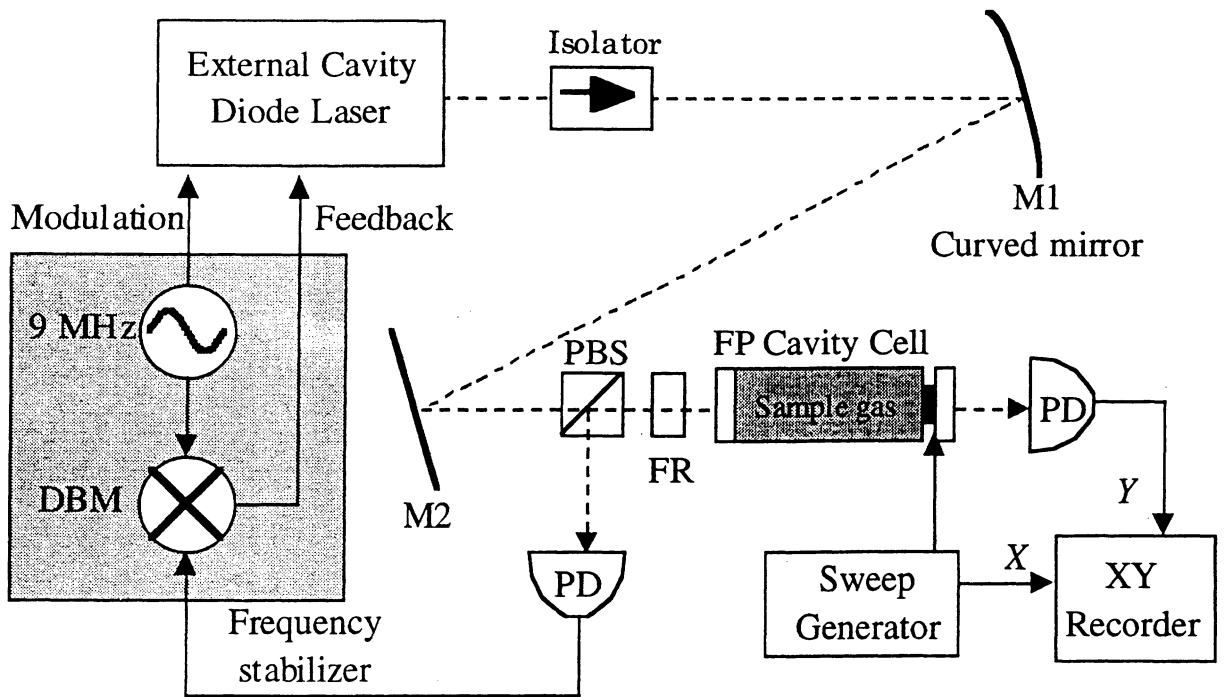 External Cavity
Diode Laser
Isolator
M1
Curved mirror
Modulation
Feedback
9 MHz
PBS
FP Cavity Cell
Sample gas
PD
FR
DBM
M2
Y
PD
Sweep
Generator
X
XY
Recorder
Frequency
stabilizer